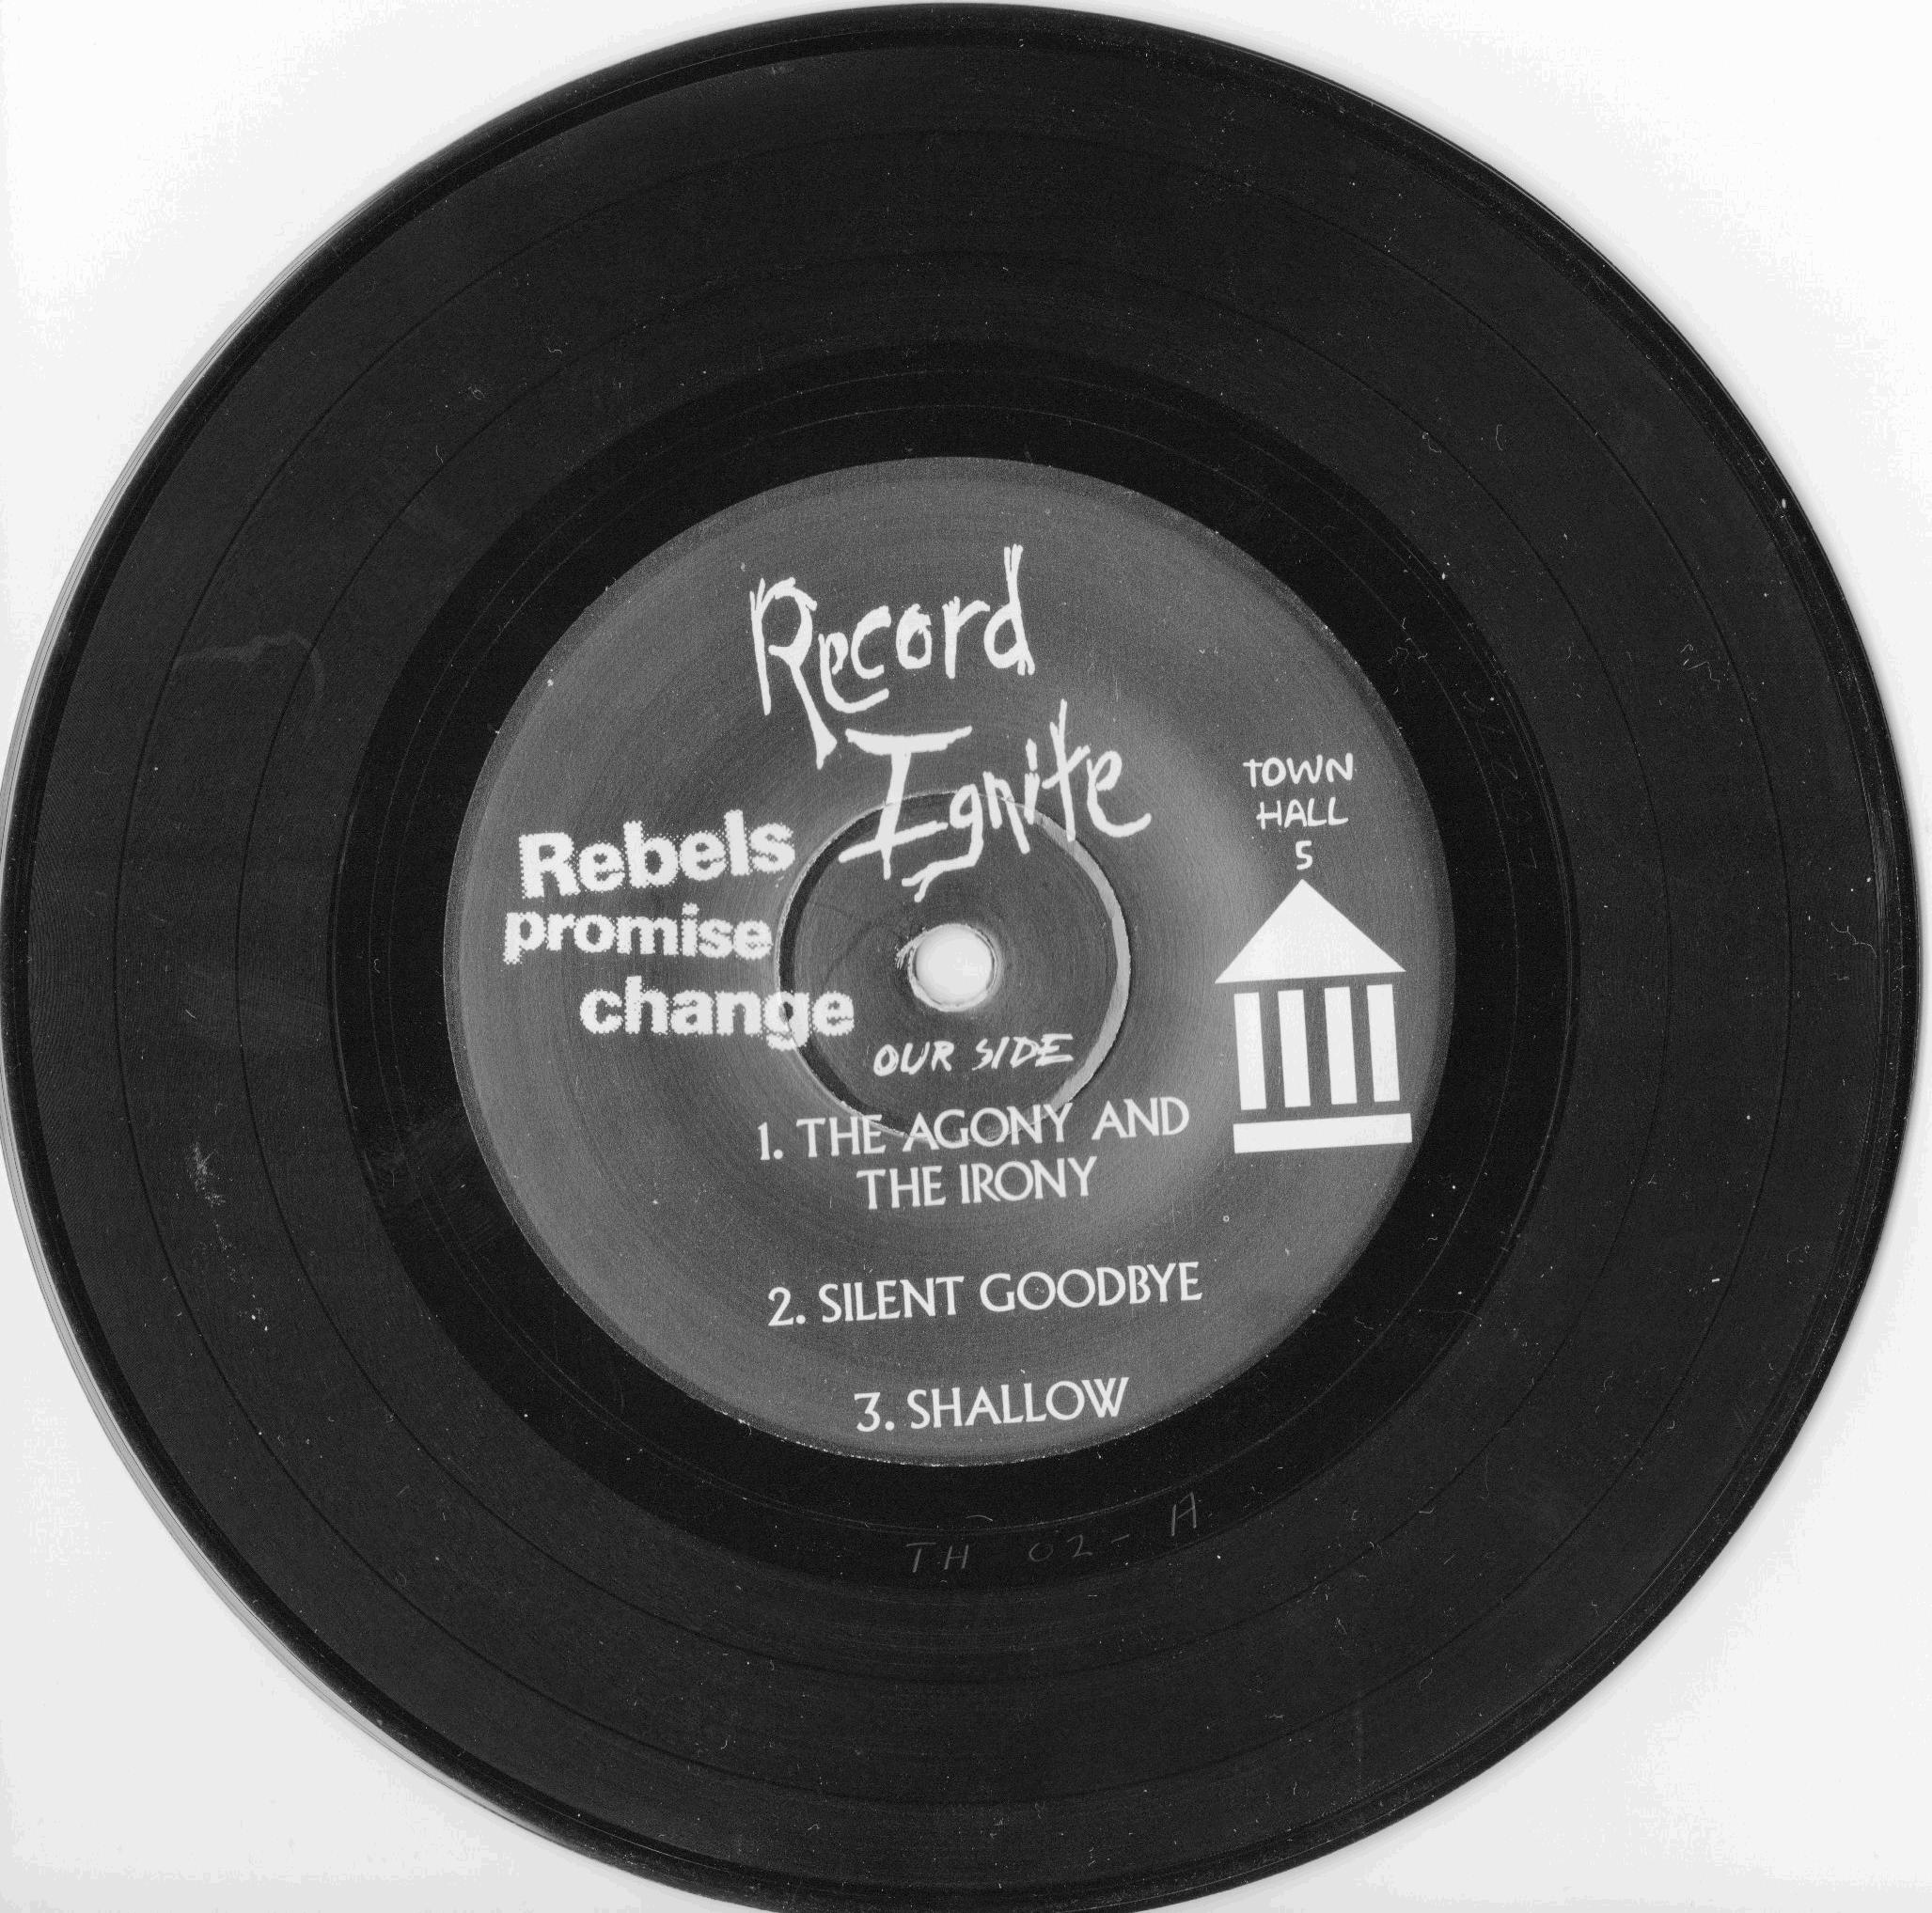 Record
Ignite
TOWN
HALL
5
Rebels
promise
change
OUR SIDE
1. THE AGONY AND
THE IRONY
2. SILENT GOODBYE
3. SHALLOW
TH 02-A